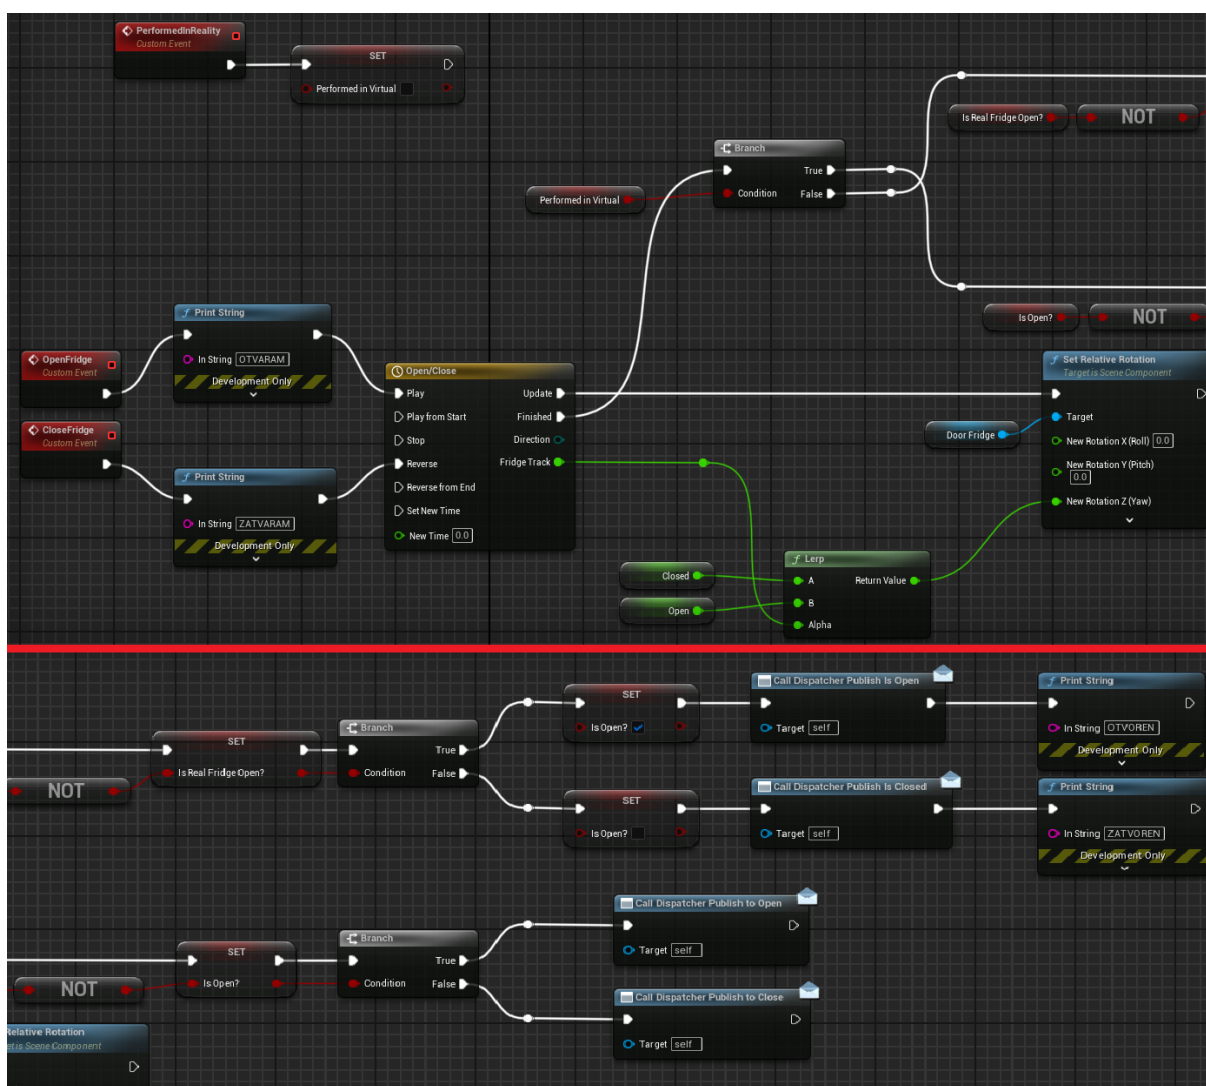 PerformedInReality
Custom Event
SET
Performed in Virtual
Is Real Fridge Open?
NOT
Branch
True
Condition
False
Performed in Virtual
Is Open?
NOT
Print String
In String OTVARAM
Development Only
OpenFridge
Custom Event
CloseFridge
Custom Event
Print String
In String ZATVARAM
Development Only
Open/Close
Play
Update
Play from Start
Finished
Stop
Direction
Reverse
Fridge Track
Reverse from End
Set New Time
New Time 0.0
Set Relative Rotation
Target is Scene Component
Target
Door Fridge
New Rotation X (Roll) 0.0
New Rotation Y (Pitch)
0.0
New Rotation Z (Yaw)
Lerp
Closed
A
Return Value
Open
B
Alpha
SET
Is Real Fridge Open?
NOT
Branch
True
Condition
False
SET
Is Open?
Call Dispatcher Publish Is Open
Target self
Print String
In String OTVOREN
Development Only
SET
Is Open?
Call Dispatcher Publish Is Closed
Target self
Print String
In String ZATVOREN
Development Only
SET
Is Open?
NOT
Branch
True
Condition
False
Call Dispatcher Publish to Open
Target self
Call Dispatcher Publish to Close
Target self
Relative Rotation
et is Scene Component